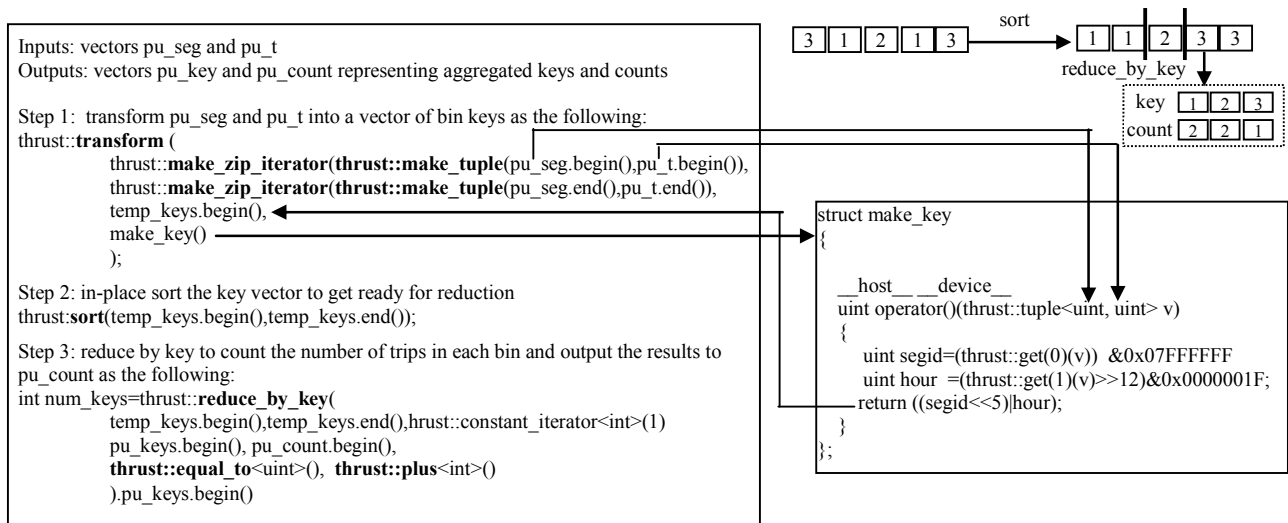 Inputs: vectors pu_seg and pu_t
Outputs: vectors pu_key and pu_count representing aggregated keys and counts
Step 1: transform pu_seg and pu_t into a vector of bin keys as the following:
thrust::transform (
thrust::make_zip_iterator(thrust::make_tuple(pu_seg.begin(),pu_t.begin()),
thrust::make_zip_iterator(thrust::make_tuple(pu_seg.end(),pu_t.end()),
temp_keys.begin(),
make_key()
);
Step 2: in-place sort the key vector to get ready for reduction
thrust:sort(temp_keys.begin(),temp_keys.end());
Step 3: reduce by key to count the number of trips in each bin and output the results to
pu_count as the following:
int num_keys=thrust::reduce_by_key(
temp_keys.begin(),temp_keys.end(),hrust::constant_iterator<int>(1)
pu_keys.begin(), pu_count.begin(),
thrust::equal_to<uint>(), thrust::plus<int>()
).pu_keys.begin()
3 1 2 1 3
sort
1 1 2 3 3
reduce_by_key
key 1 2 3
count 2 2 1
struct make_key
{
__host__ __device__
uint operator()(thrust::tuple<uint, uint> v)
{
uint segid=(thrust::get(0)(v)) &0x07FFFFFF
uint hour =(thrust::get(1)(v)>>12)&0x0000001F;
return ((segid<<5)|hour);
}
};